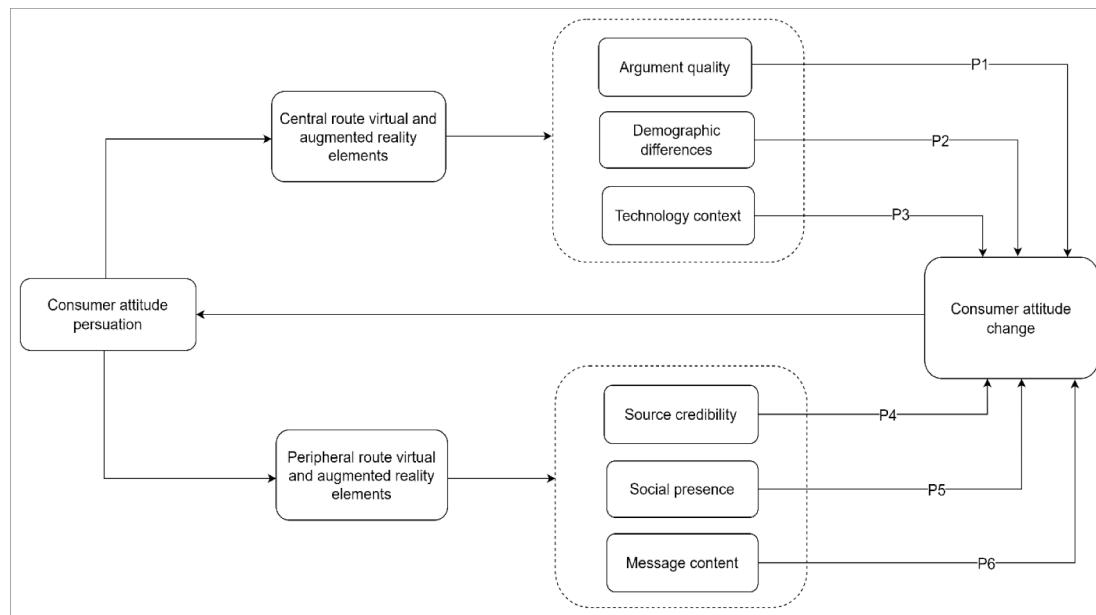 Argument quality
P1
Central route virtual and
augmented reality
elements
Demographic
differences
P2
Technology context
P3
Consumer attitude
persuation
Consumer attitude
change
Source credibility
P4
Peripheral route virtual
and augmented reality
elements
Social presence
P5
Message content
P6